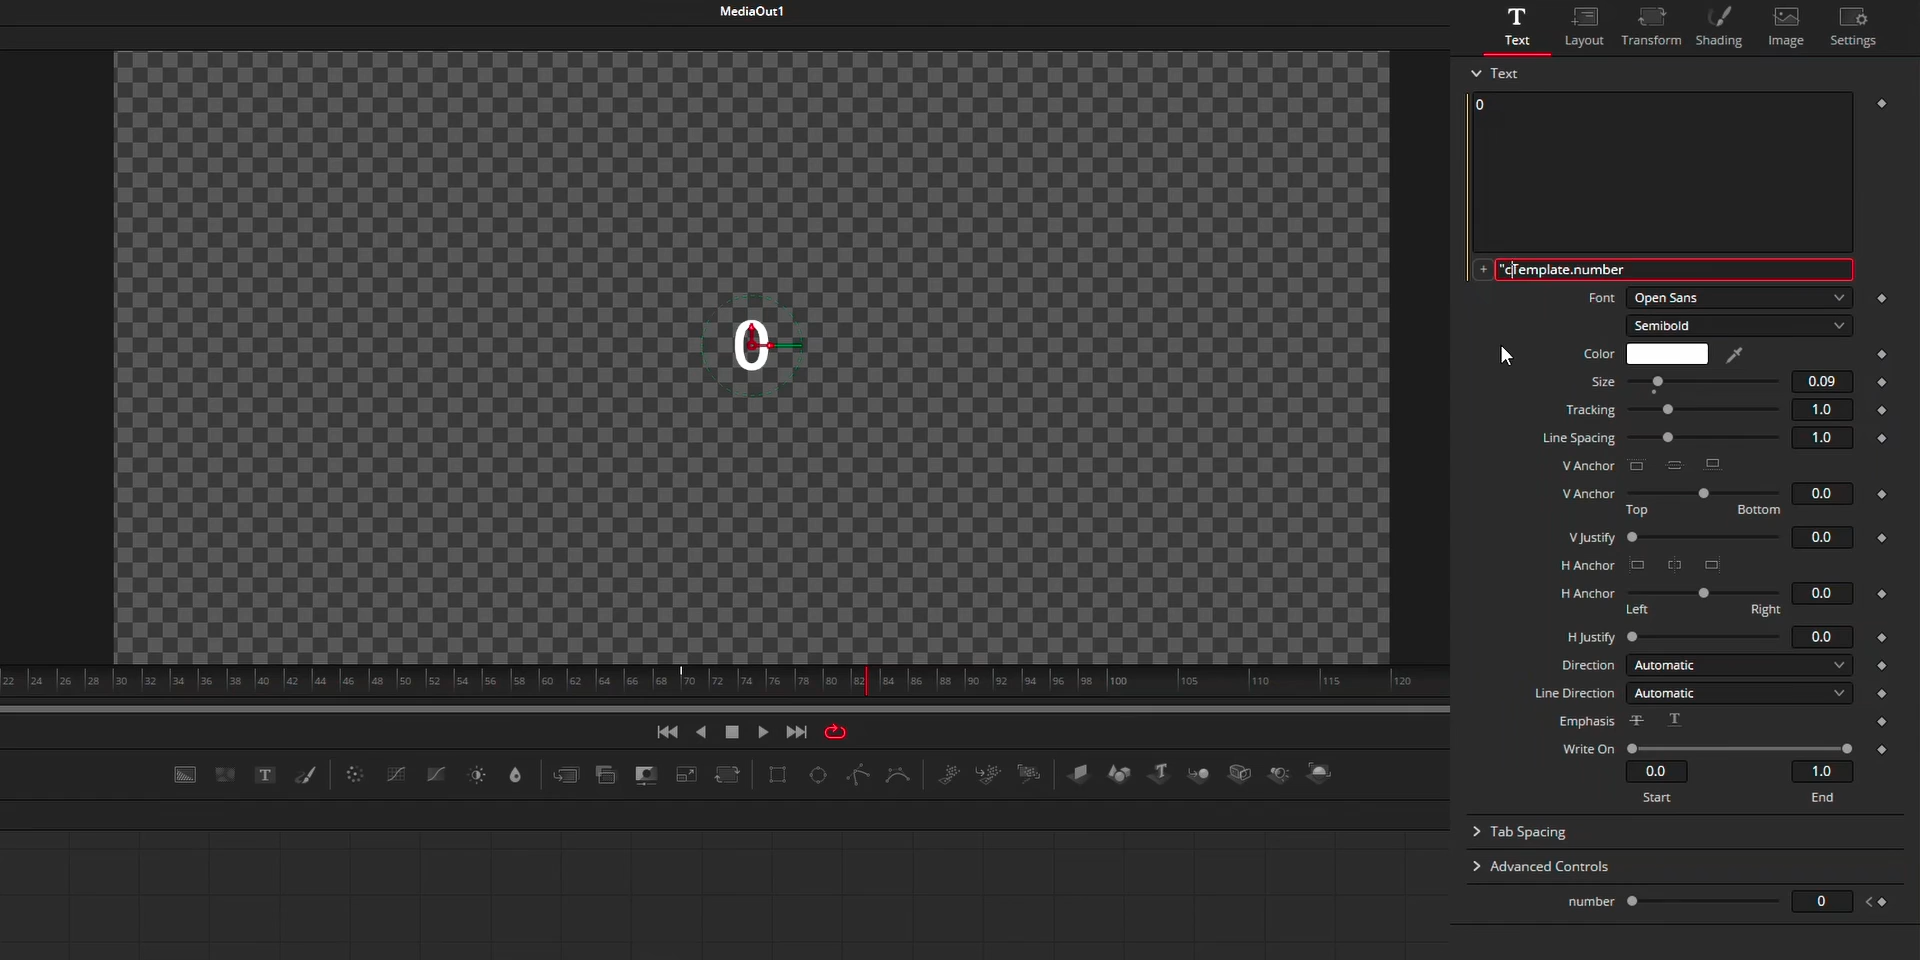 MediaOut1
Text Layout Transform Shading Image Settings
Text
0
"cTemplate.number
0
Font Open Sans
Semibold
Color
Size 0.09
Tracking 1.0
Line Spacing 1.0
V Anchor
V Anchor 0.0
Top Bottom
V Justify 0.0
H Anchor
H Anchor 0.0
Left Right
H Justify 0.0
Direction Automatic
Line Direction Automatic
Emphasis
Write On
0.0 1.0
Start End
Tab Spacing
Advanced Controls
number 0
22 24 26 28 30 32 34 36 38 40 42 44 46 48 50 52 54 56 58 60 62 64 66 68 70 72 74 76 78 80 82 84 86 88 90 92 94 96 98 100 105 110 115 120